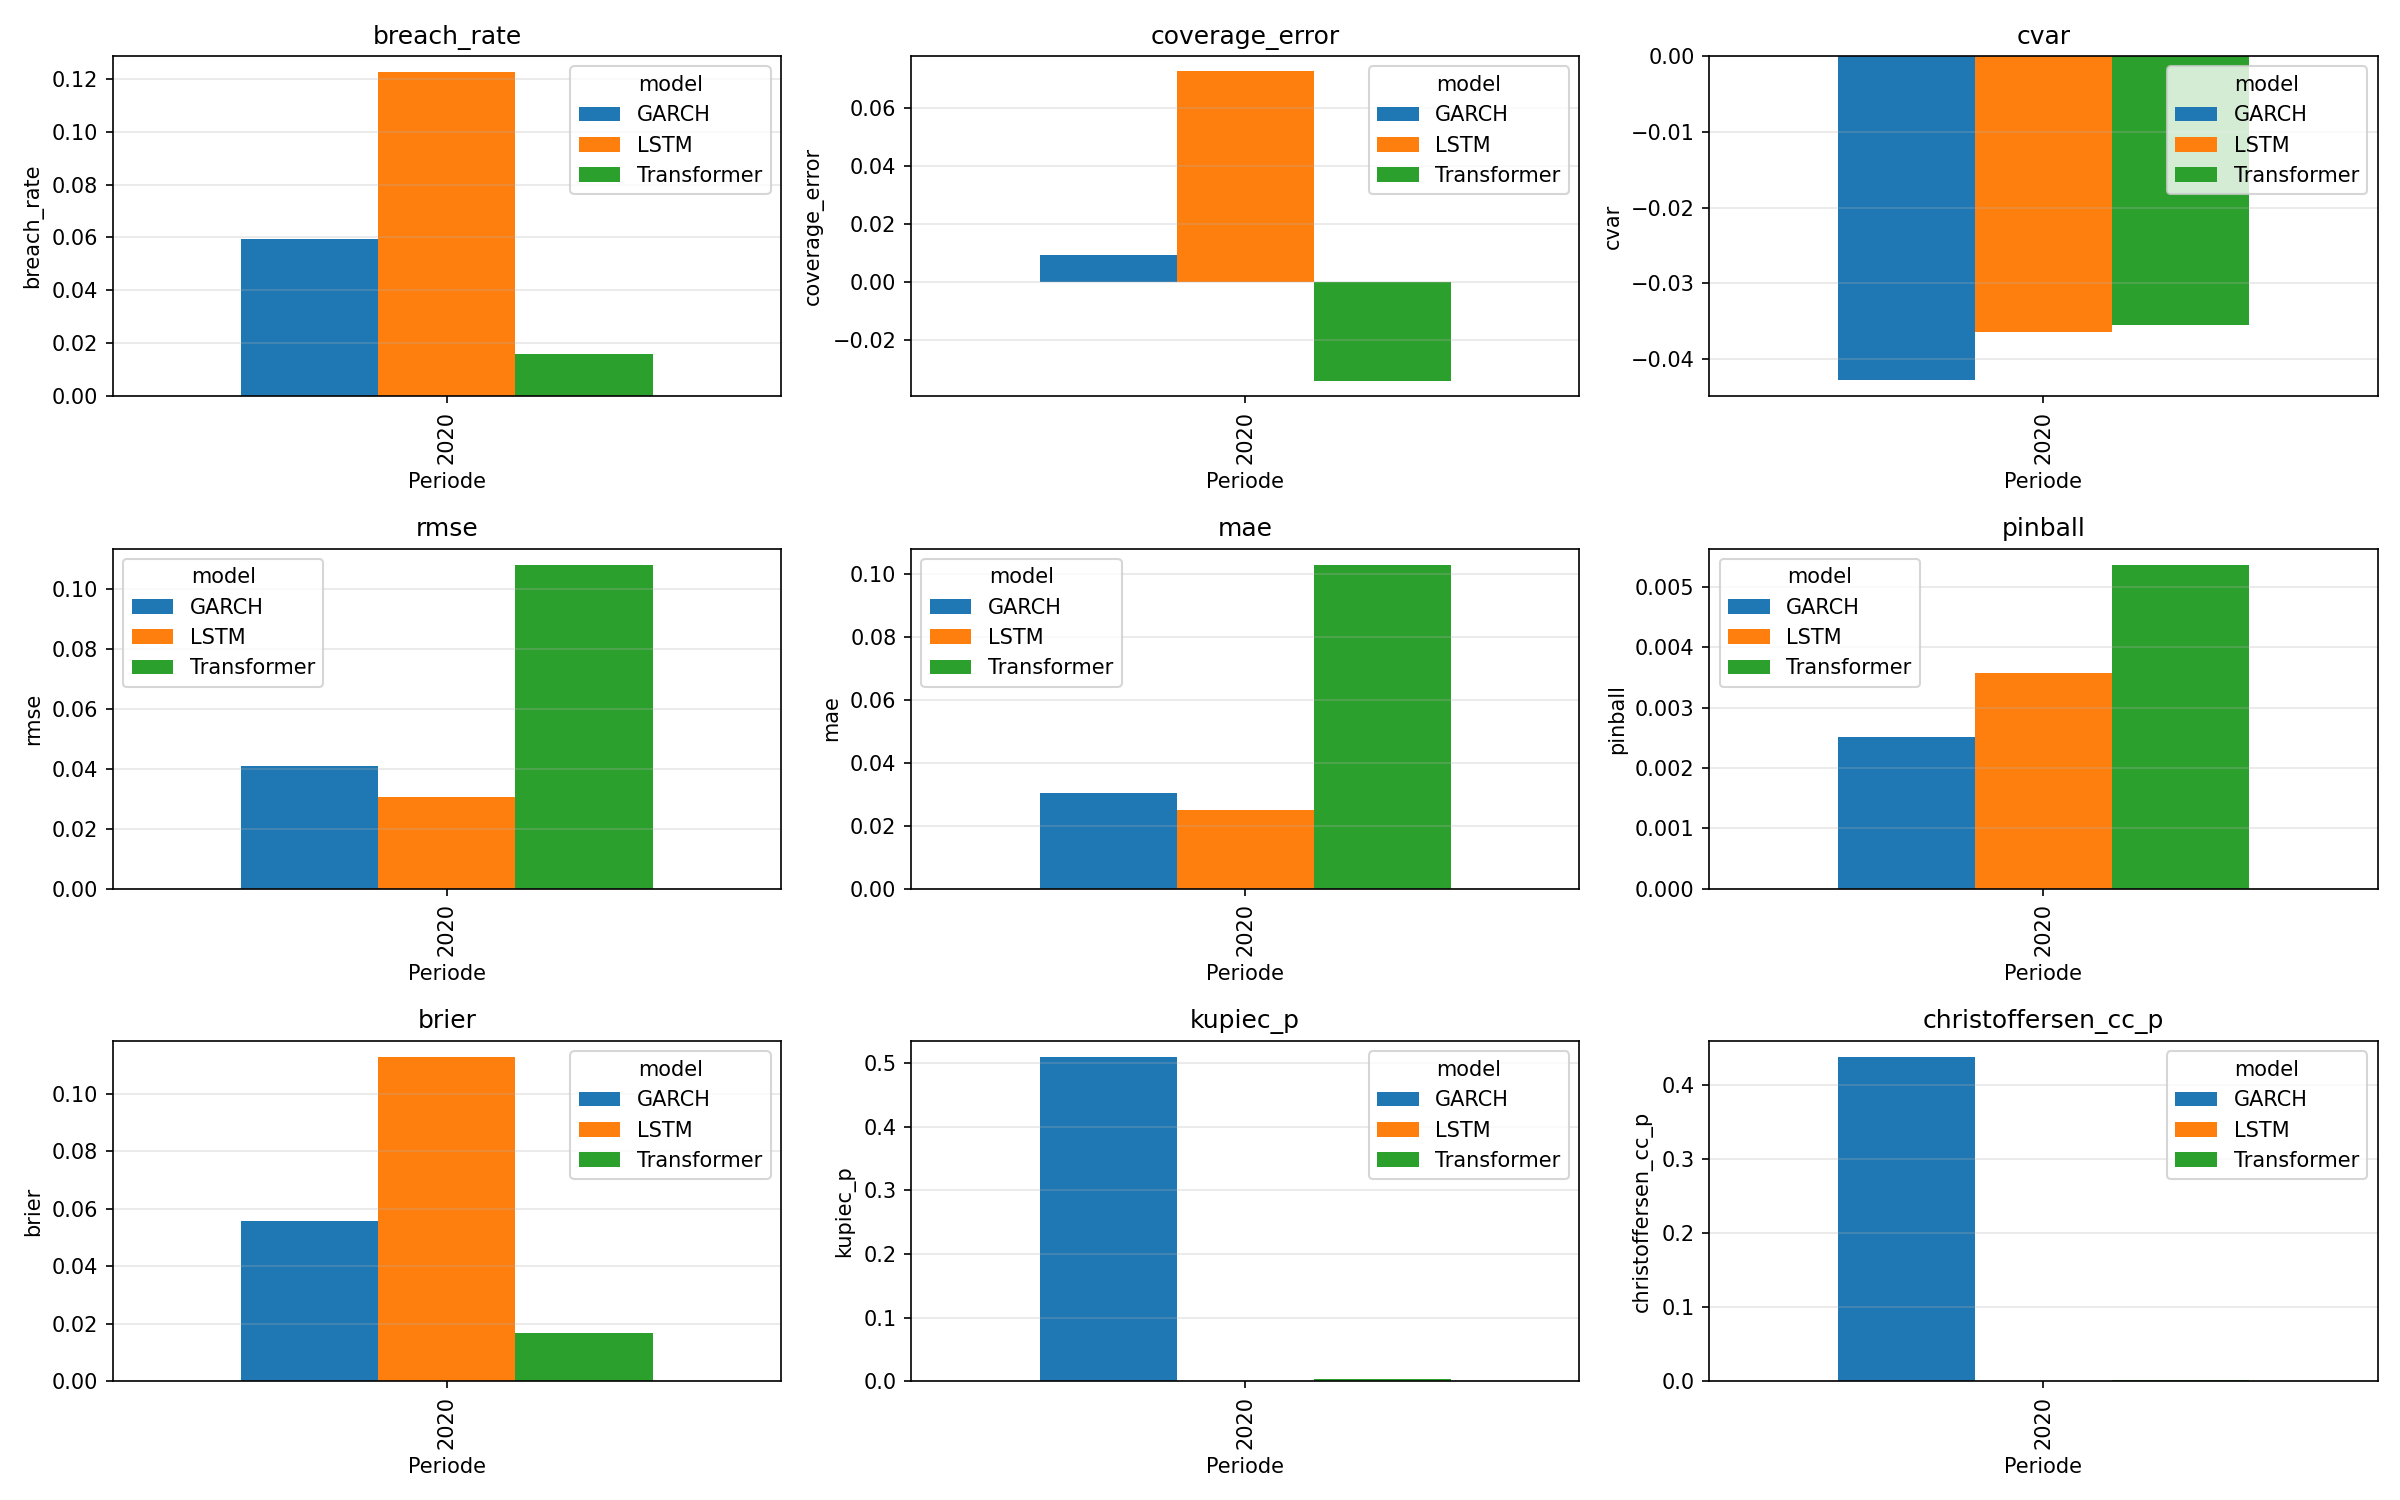 breach_rate
breach_rate
0.12
0.10
0.08
0.06
0.04
0.02
0.00
model
GARCH
LSTM
Transformer
2020
Periode
coverage_error
coverage_error
0.06
0.04
0.02
0.00
−0.02
model
GARCH
LSTM
Transformer
2020
Periode
cvar
cvar
0.00
−0.01
−0.02
−0.03
−0.04
model
GARCH
LSTM
Transformer
2020
Periode
rmse
rmse
0.10
0.08
0.06
0.04
0.02
0.00
model
GARCH
LSTM
Transformer
2020
Periode
mae
mae
0.10
0.08
0.06
0.04
0.02
0.00
model
GARCH
LSTM
Transformer
2020
Periode
pinball
pinball
0.005
0.004
0.003
0.002
0.001
0.000
model
GARCH
LSTM
Transformer
2020
Periode
brier
brier
0.10
0.08
0.06
0.04
0.02
0.00
model
GARCH
LSTM
Transformer
2020
Periode
kupiec_p
kupiec_p
0.5
0.4
0.3
0.2
0.1
0.0
model
GARCH
LSTM
Transformer
2020
Periode
christoffersen_cc_p
christoffersen_cc_p
0.4
0.3
0.2
0.1
0.0
model
GARCH
LSTM
Transformer
2020
Periode